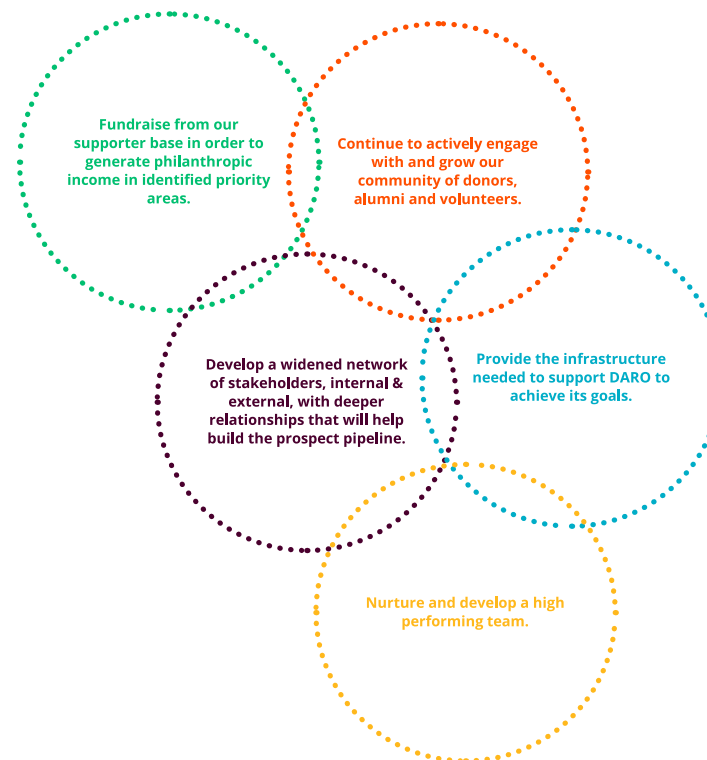 Fundraise from our
supporter base in order to
generate philanthropic
income in identified priority
areas.
Continue to actively engage
with and grow our
community of donors,
alumni and volunteers.
Develop a widened network
of stakeholders, internal &
external, with deeper
relationships that will help
build the prospect pipeline.
Provide the infrastructure
needed to support DARO to
achieve its goals.
Nurture and develop a high
performing team.